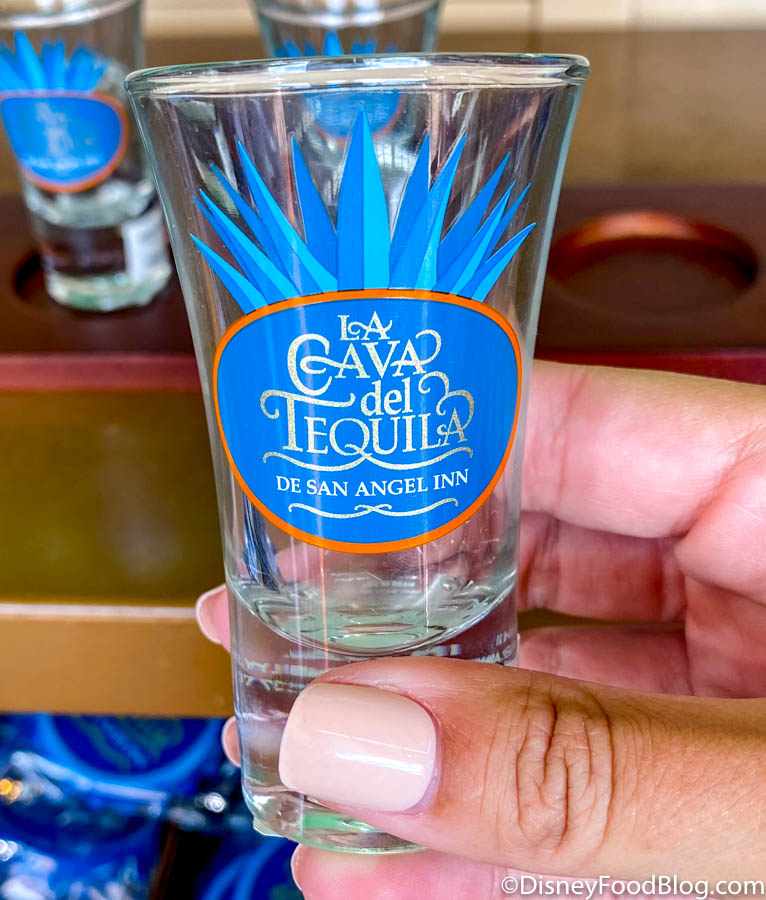 LA
CAVA
del
TEQUILA
DE SAN ANGEL INN
©DisneyFoodBlog.com